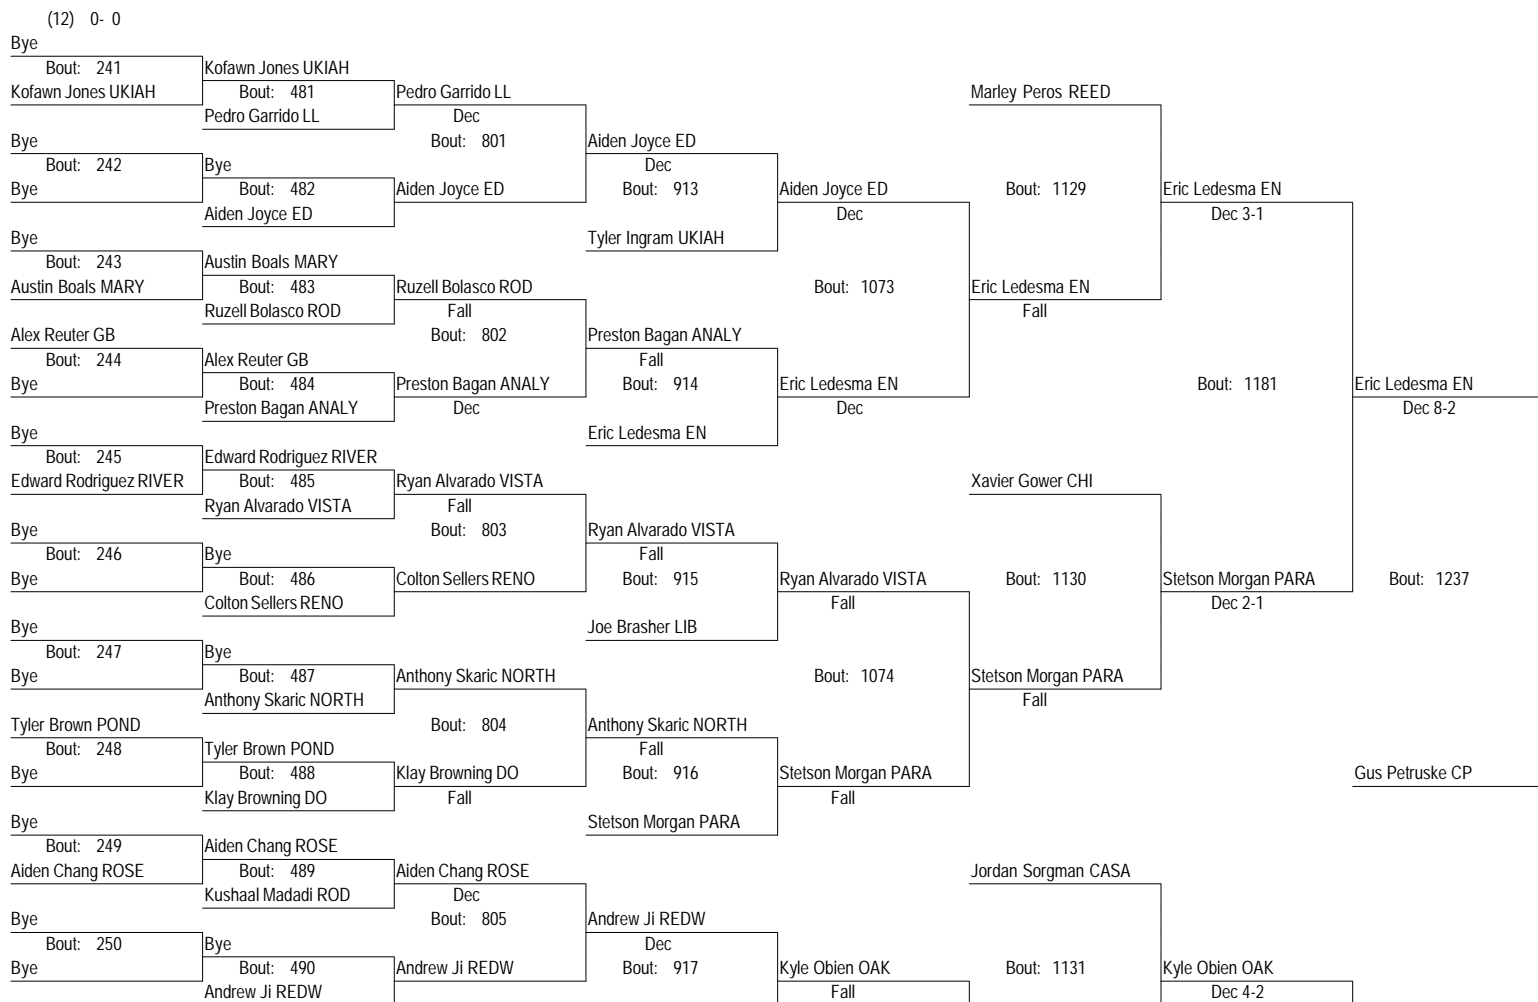 (12) 0- 0
Bye
Bout: 241 Kofawn Jones UKIAH
Kofawn Jones UKIAH Bout: 481 Pedro Garrido LL Marley Peros REED
Pedro Garrido LL Dec
Bye Bout: 801 Aiden Joyce ED
Bout: 242 Bye Dec
Bye Bout: 482 Aiden Joyce ED Bout: 913 Aiden Joyce ED Bout: 1129 Eric Ledesma EN
Aiden Joyce ED Dec Dec 3-1
Bye Tyler Ingram UKIAH
Bout: 243 Austin Boals MARY
Austin Boals MARY Bout: 483 Ruzell Bolasco ROD Bout: 1073 Eric Ledesma EN
Ruzell Bolasco ROD Fall Fall
Alex Reuter GB Bout: 802 Preston Bagan ANALY
Bout: 244 Alex Reuter GB Fall
Bye Bout: 484 Preston Bagan ANALY Bout: 914 Eric Ledesma EN Bout: 1181 Eric Ledesma EN
Preston Bagan ANALY Dec Dec Dec 8-2
Bye Eric Ledesma EN
Bout: 245 Edward Rodriguez RIVER
Edward Rodriguez RIVER Bout: 485 Ryan Alvarado VISTA Xavier Gower CHI
Ryan Alvarado VISTA Fall
Bye Bout: 803 Ryan Alvarado VISTA
Bout: 246 Bye Fall
Bye Bout: 486 Colton Sellers RENO Bout: 915 Ryan Alvarado VISTA Bout: 1130 Stetson Morgan PARA Bout: 1237
Colton Sellers RENO Fall Dec 2-1
Bye Joe Brasher LIB
Bout: 247 Bye
Bye Bout: 487 Anthony Skaric NORTH Bout: 1074 Stetson Morgan PARA
Anthony Skaric NORTH Fall
Tyler Brown POND Bout: 804 Anthony Skaric NORTH
Bout: 248 Tyler Brown POND Fall
Bye Bout: 488 Klay Browning DO Bout: 916 Stetson Morgan PARA Gus Petruske CP
Klay Browning DO Fall Fall
Bye Stetson Morgan PARA
Bout: 249 Aiden Chang ROSE
Aiden Chang ROSE Bout: 489 Aiden Chang ROSE Jordan Sorgman CASA
Kushaal Madadi ROD Dec
Bye Bout: 805 Andrew Ji REDW
Bout: 250 Bye Dec
Bye Bout: 490 Andrew Ji REDW Bout: 917 Kyle Obien OAK Bout: 1131 Kyle Obien OAK
Andrew Ji REDW Fall Dec 4-2